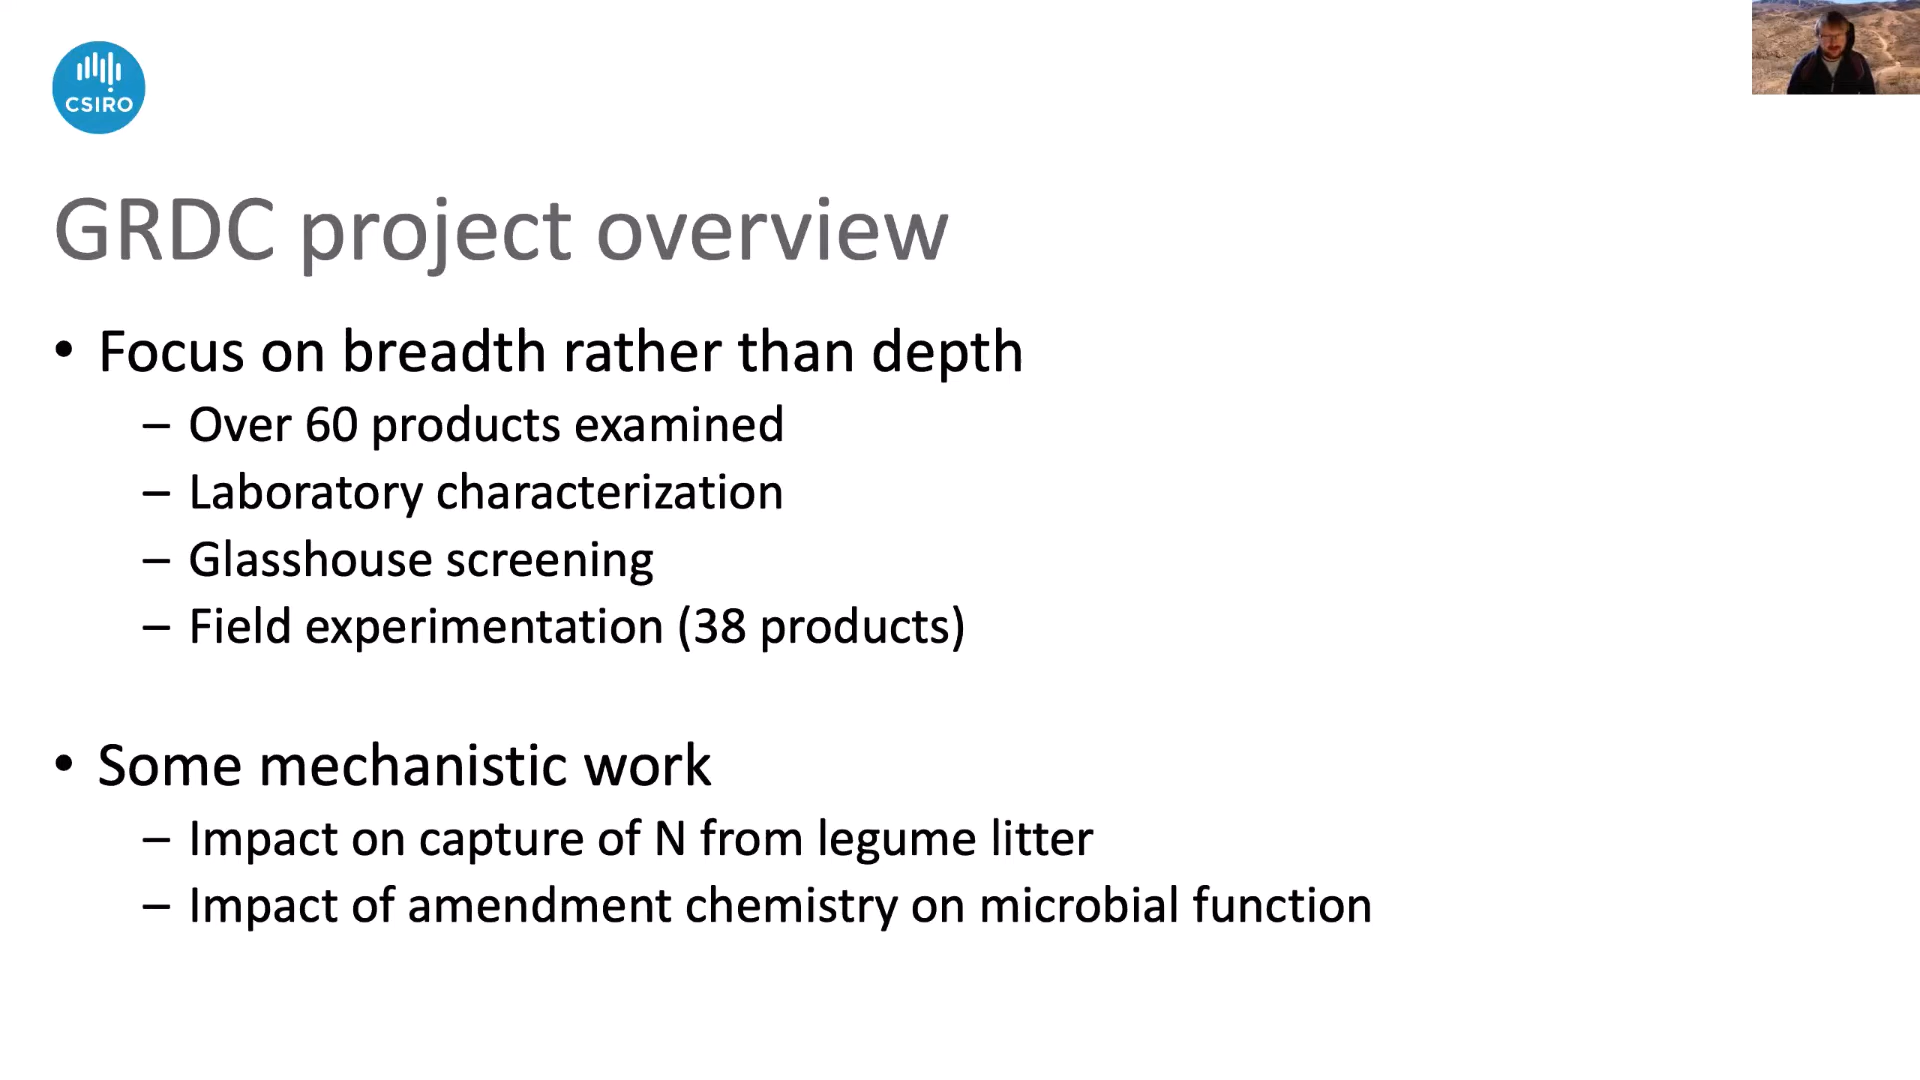 CSIRO
GRDC project overview
• Focus on breadth rather than depth
– Over 60 products examined
– Laboratory characterization
– Glasshouse screening
– Field experimentation (38 products)
• Some mechanistic work
– Impact on capture of N from legume litter
– Impact of amendment chemistry on microbial function